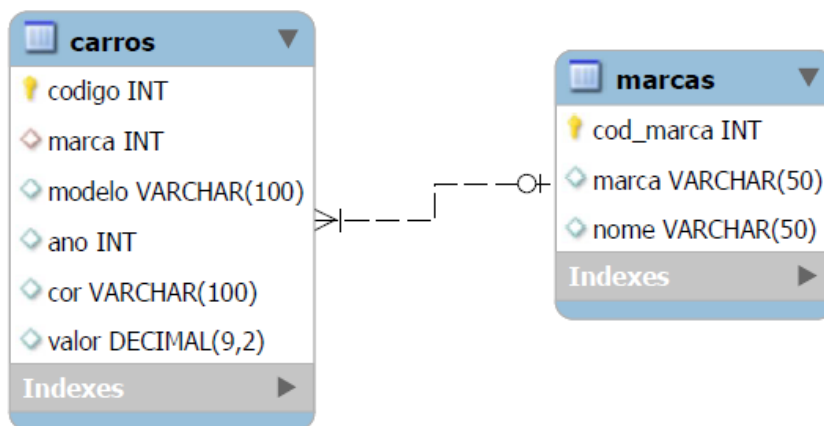 carros
codigo INT
marca INT
modelo VARCHAR(100)
ano INT
cor VARCHAR(100)
valor DECIMAL(9,2)
Indexes
marcas
cod_marca INT
marca VARCHAR(50)
nome VARCHAR(50)
Indexes